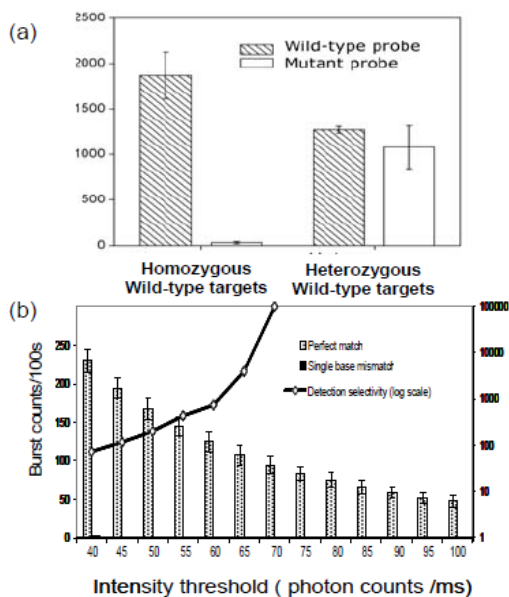 (a)
2500
2000
1500
1000
500
0
Wild-type probe
Mutant probe
Homozygous Heterozygous
Wild-type targets Wild-type targets
(b)
Burst counts/100s
250
200
150
100
50
0
Perfect match
Single base mismatch
Detection selectivity (log scale)
100000
10000
1000
100
10
1
40 45 50 55 60 65 70 75 80 85 90 95 100
Intensity threshold ( photon counts /ms)